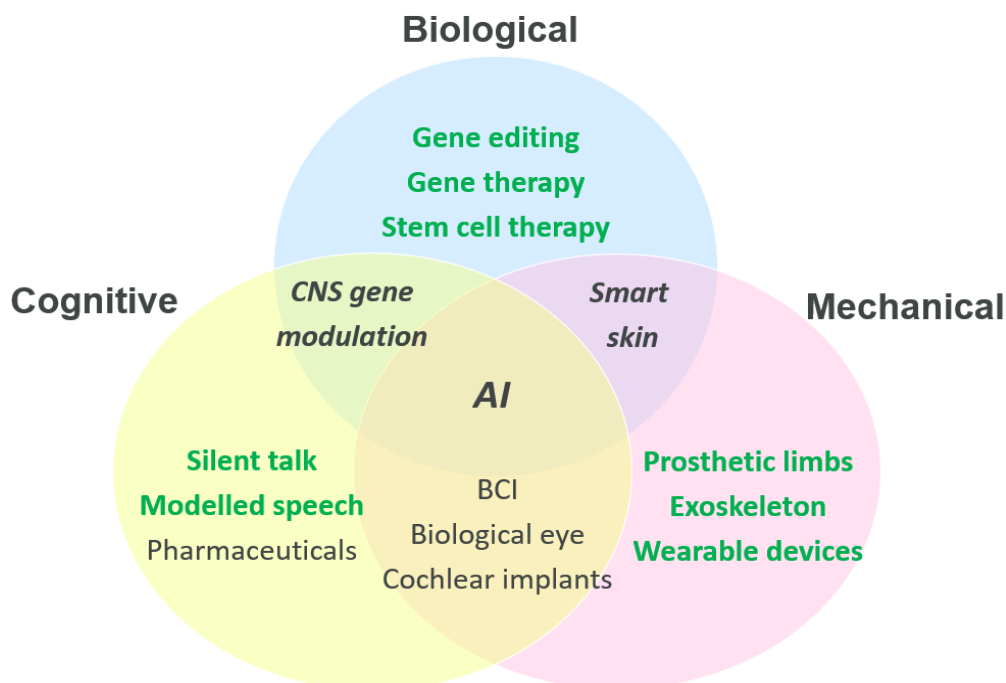 Biological
Gene editing
Gene therapy
Stem cell therapy
Cognitive
CNS gene
modulation
Smart
skin
Mechanical
AI
Silent talk
Modelled speech
Pharmaceuticals
BCI
Biological eye
Cochlear implants
Prosthetic limbs
Exoskeleton
Wearable devices